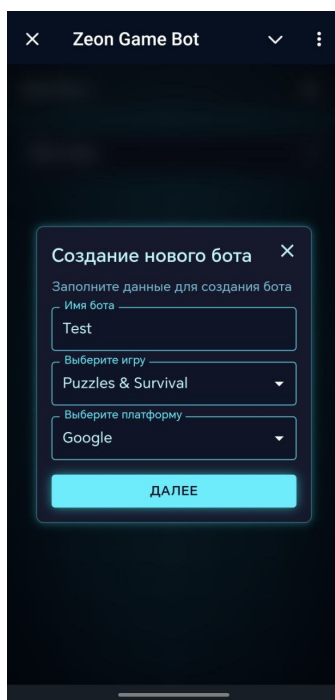 Zeon Game Bot
Создание нового бота
Заполните данные для создания бота
Имя бота
Test
Выберите игру
Puzzles & Survival
Выберите платформу
Google
ДАЛЕЕ